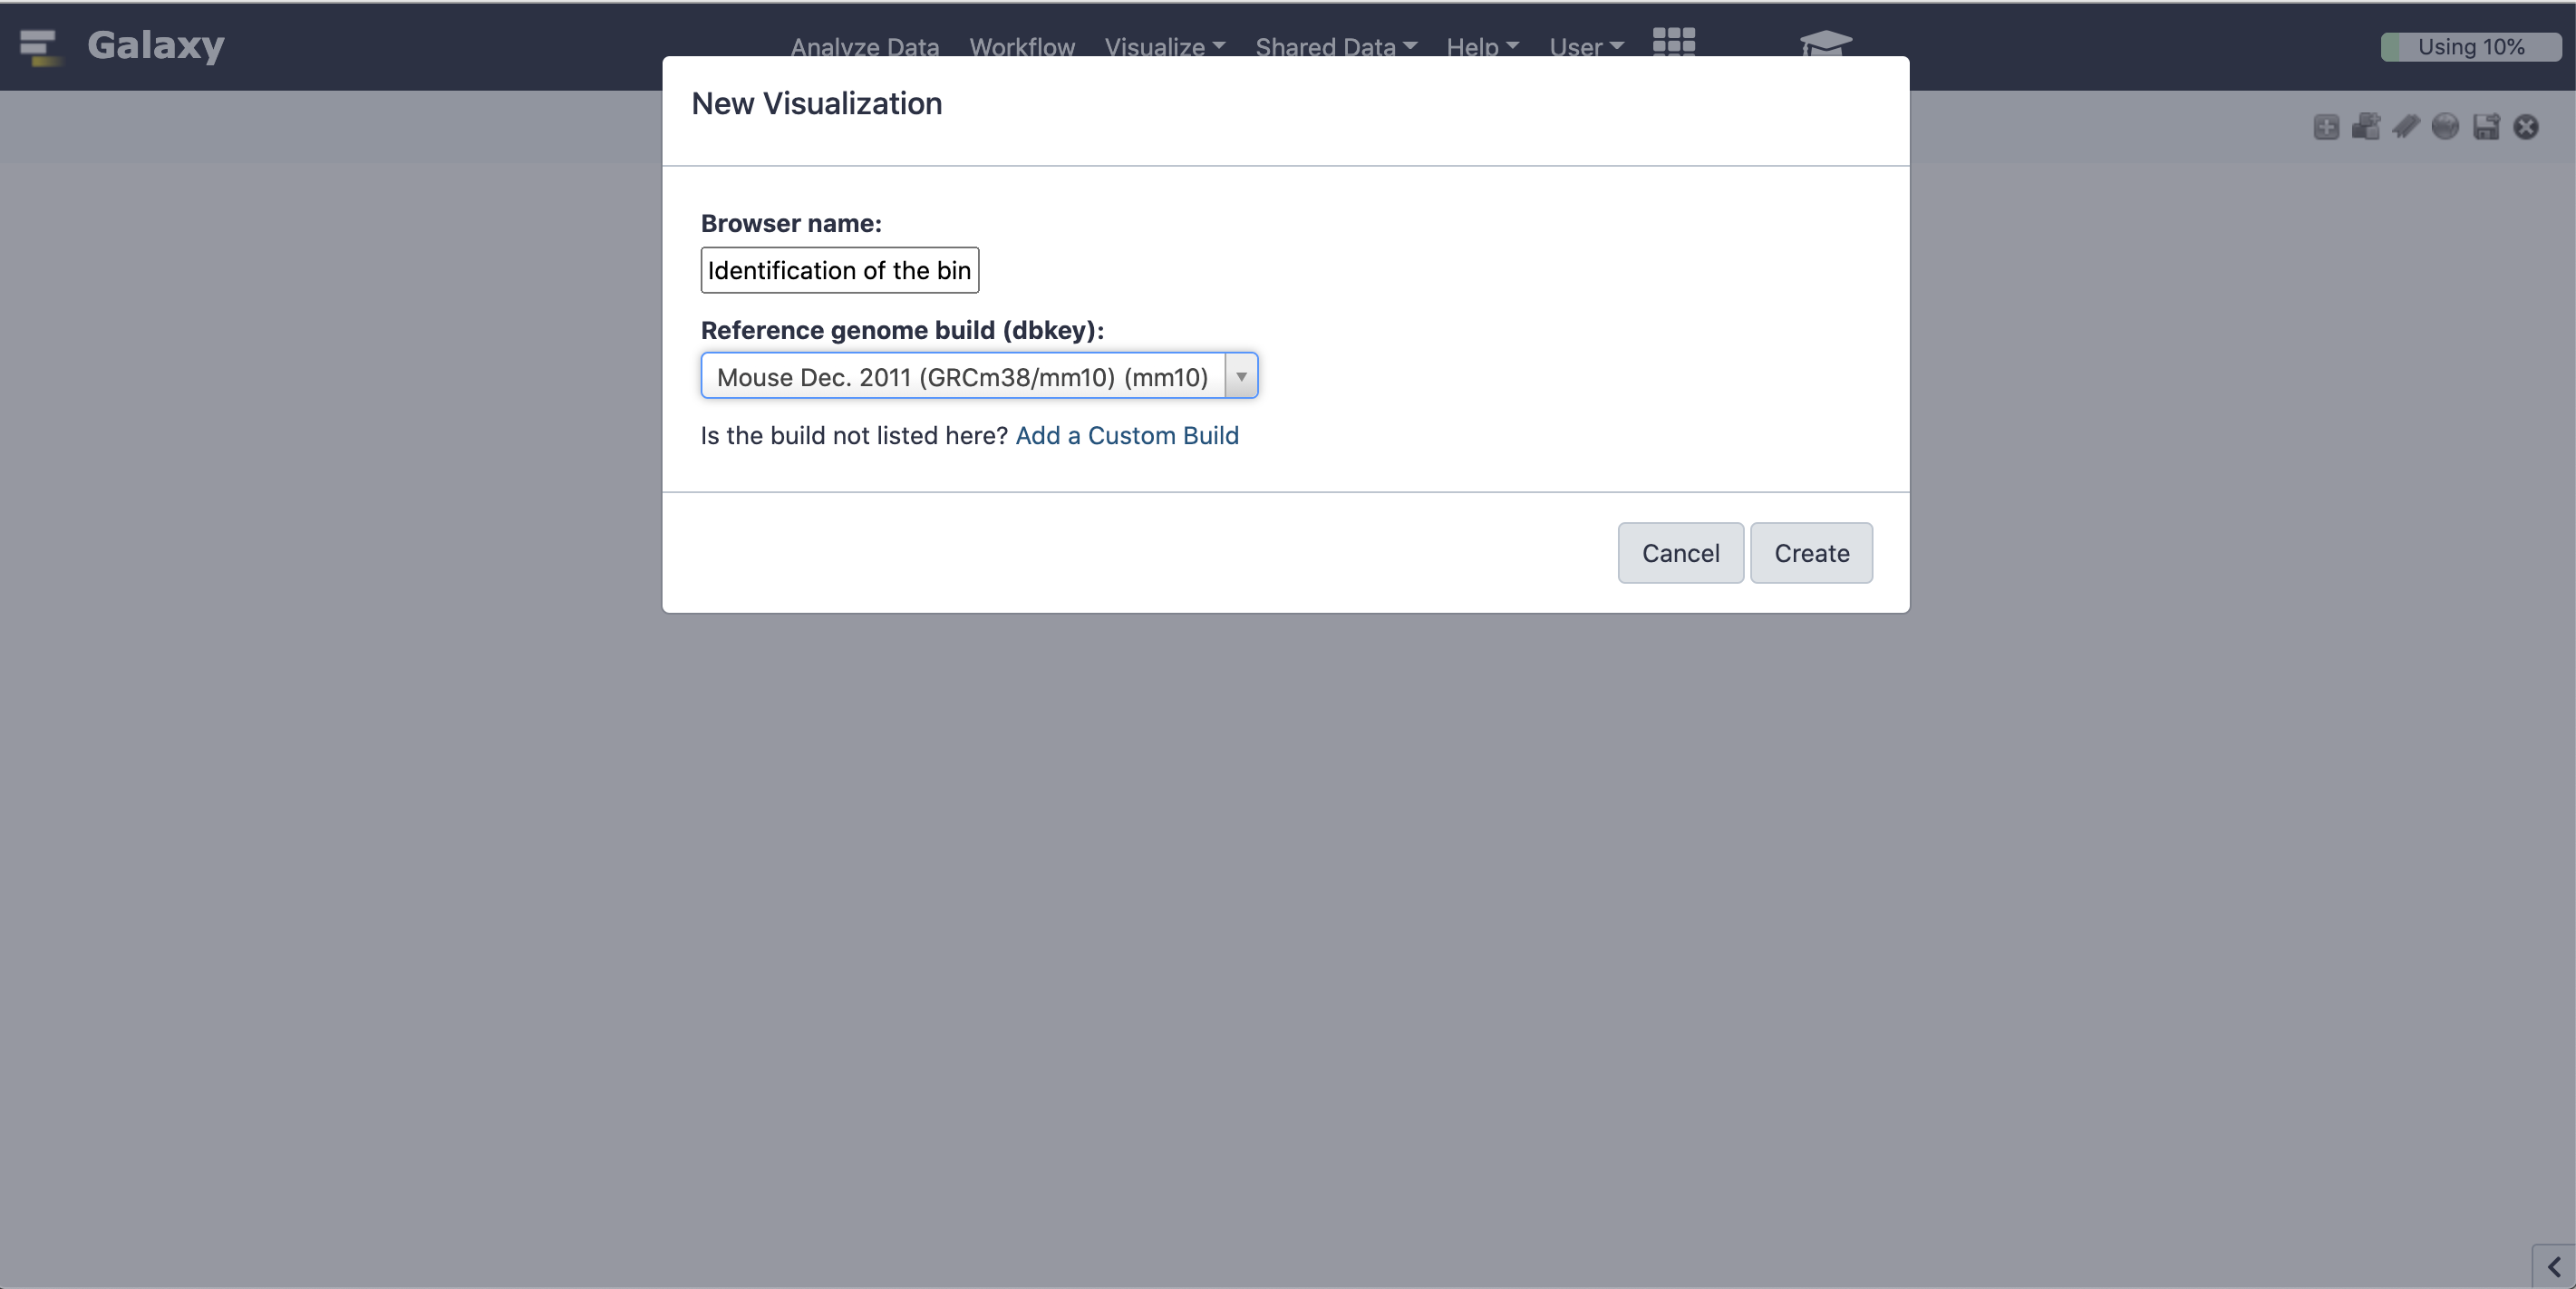 Galaxy
Analyze Data Workflow Visualize Shared Data Help User
Using 10%
New Visualization
Browser name:
Identification of the bin
Reference genome build (dbkey):
Mouse Dec. 2011 (GRCm38/mm10) (mm10)
Is the build not listed here? Add a Custom Build
Cancel Create